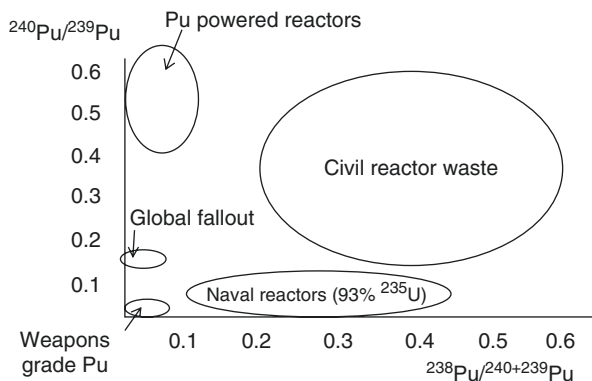 ²⁴⁰Pu/²³⁹Pu
Pu powered reactors
0.6
0.5
0.4
Civil reactor waste
0.3
Global fallout
0.2
0.1
Naval reactors (93% ²³⁵U)
Weapons
grade Pu
0.1 0.2 0.3 0.4 0.5 0.6
²³⁸Pu/²⁴⁰⁺²³⁹Pu